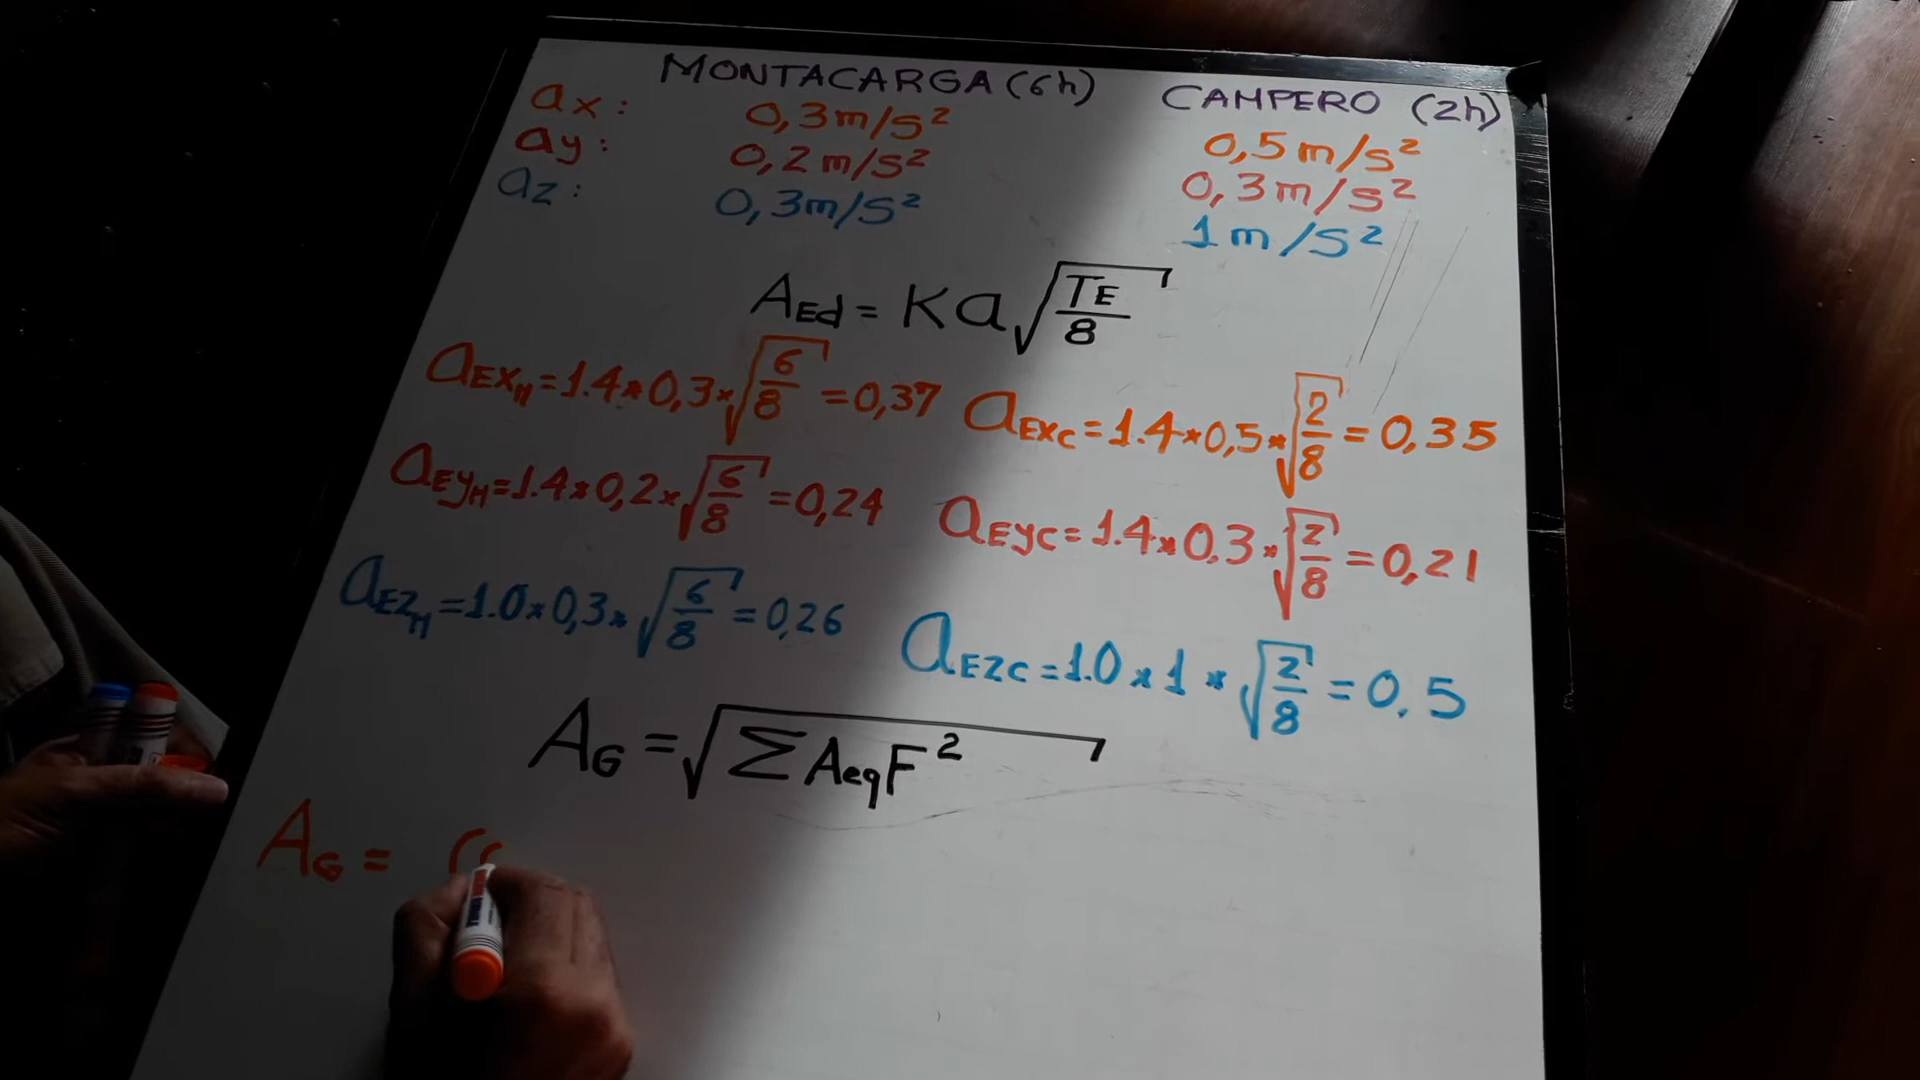 MONTACARGA (6h) CAMPERO (2h)
ax: 0,3m/s² 0,5m/s²
ay: 0,2m/s² 0,3m/s²
az: 0,3m/s² 1m/s²
AEd = Ka√(TE/8)
aExM = 1.4*0,3*√(6/8) = 0,37 aExc = 1.4*0,5*√(2/8) = 0,35
aEyM = 1.4*0,2*√(6/8) = 0,24 aEyc = 1.4*0.3*√(2/8) = 0,21
aEzM = 1.0*0,3*√(6/8) = 0,26 aEzc = 1.0*1*√(2/8) = 0.5
AG = √(ΣAeqF²)
AG = ((